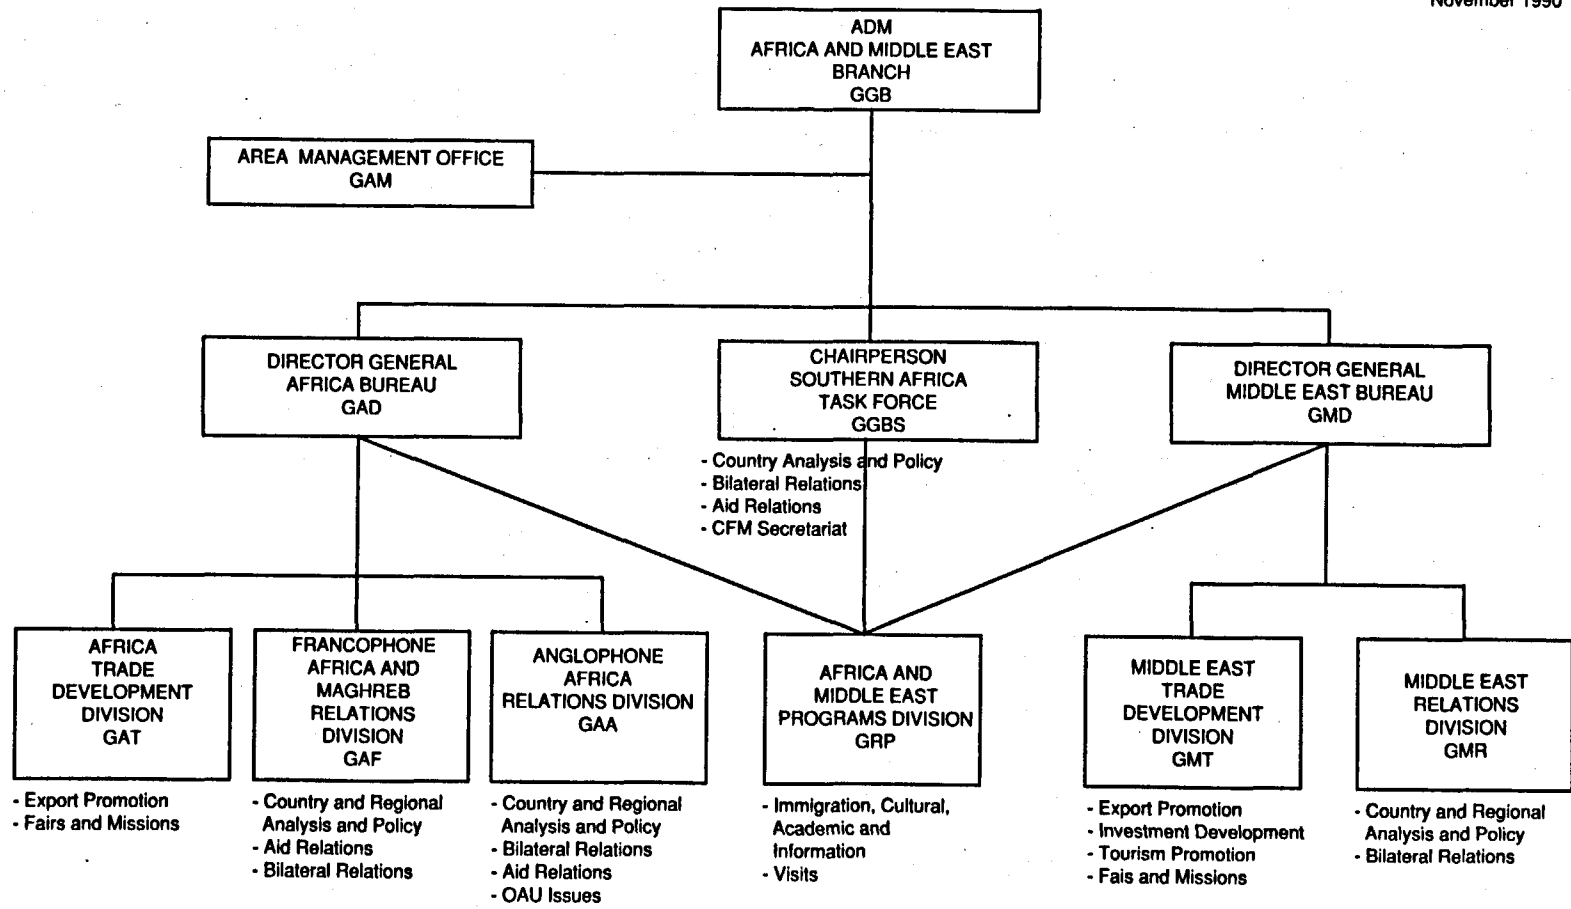 November 1990
ADM
AFRICA AND MIDDLE EAST
BRANCH
GGB
AREA MANAGEMENT OFFICE
GAM
DIRECTOR GENERAL
AFRICA BUREAU
GAD
CHAIRPERSON
SOUTHERN AFRICA
TASK FORCE
GGBS
- Country Analysis and Policy
- Bilateral Relations
- Aid Relations
- CFM Secretariat
DIRECTOR GENERAL
MIDDLE EAST BUREAU
GMD
AFRICA
TRADE
DEVELOPMENT
DIVISION
GAT
- Export Promotion
- Fairs and Missions
FRANCOPHONE
AFRICA AND
MAGHREB
RELATIONS
DIVISION
GAF
- Country and Regional
Analysis and Policy
- Aid Relations
- Bilateral Relations
ANGLOPHONE
AFRICA
RELATIONS DIVISION
GAA
- Country and Regional
Analysis and Policy
- Bilateral Relations
- Aid Relations
- OAU Issues
AFRICA AND
MIDDLE EAST
PROGRAMS DIVISION
GRP
- Immigration, Cultural,
Academic and
Information
- Visits
MIDDLE EAST
TRADE
DEVELOPMENT
DIVISION
GMT
- Export Promotion
- Investment Development
- Tourism Promotion
- Fais and Missions
MIDDLE EAST
RELATIONS
DIVISION
GMR
- Country and Regional
Analysis and Policy
- Bilateral Relations